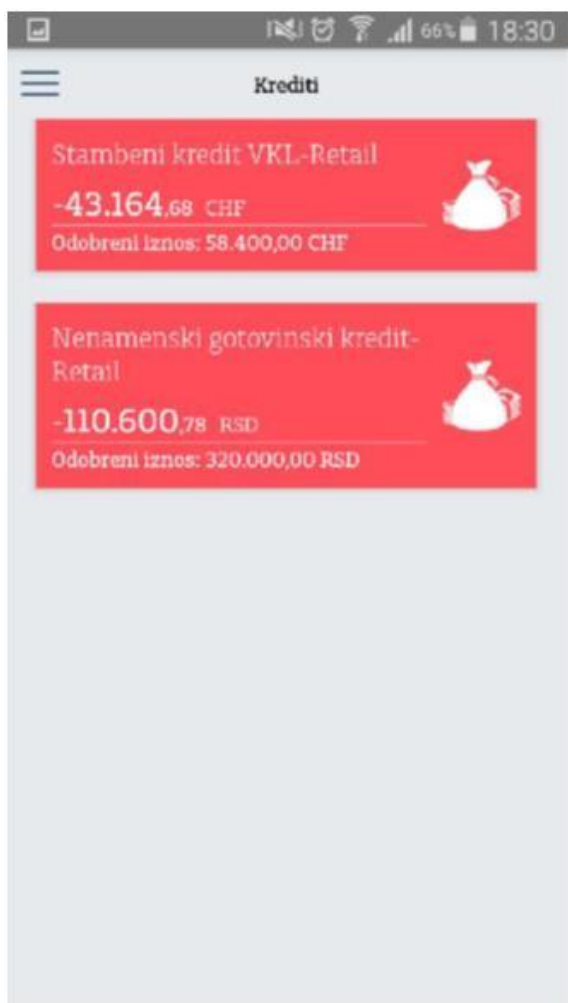 66% 18:30
Krediti
Stambeni kredit VKL-Retail
-43.164,68 CHF
Odobreni iznos: 58.400,00 CHF
Nenamenski gotovinski kredit-
Retail
-110.600,78 RSD
Odobreni iznos: 320.000,00 RSD